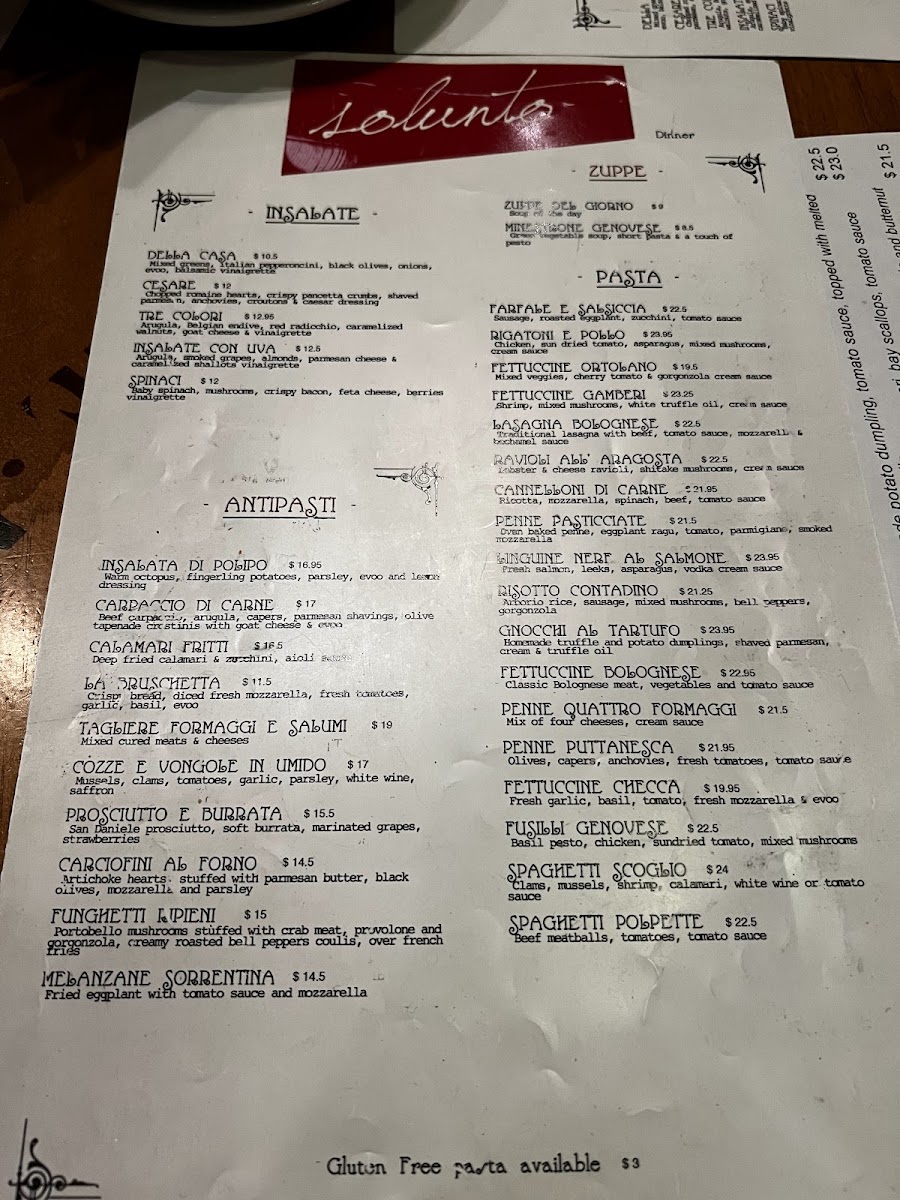 solunto
Dinner
- INSALATE -
DELLA CASA $ 10.5
Mixed greens, Italian pepperoncini, black olives, onions,
evoo, balsamic vinaigrette
CESARE $ 12
Chopped romaine hearts, crispy pancetta crumbs, shaved
parmesan, anchovies, croutons & caesar dressing
TRE COLORI $ 12.95
Arugula, Belgian endive, red radicchio, caramelized
walnuts, goat cheese & vinaigrette
INSALATE CON UVA $ 12.5
Arugula, smoked grapes, almonds, parmesan cheese &
caramelized shallots vinaigrette
SPINACI $ 12
Baby spinach, mushrooms, crispy bacon, feta cheese, berries
vinaigrette
- ANTIPASTI -
INSALATA DI POLIPO $ 16.95
Warm octopus, fingerling potatoes, parsley, evoo and lemon
dressing
CARPACCIO DI CARNE $ 17
Beef carpaccio, arugula, capers, parmesan shavings, olive
tapenade crostinis with goat cheese & evoo
CALAMARI FRITTI $ 16.5
Deep fried calamari & zucchini, aioli sauce
LA BRUSCHETTA $ 11.5
Crispy bread, diced fresh mozzarella, fresh tomatoes,
garlic, basil, evoo
TAGLIERE FORMAGGI E SALUMI $ 19
Mixed cured meats & cheeses
COZZE E VONGOLE IN UMIDO $ 17
Mussels, clams, tomatoes, garlic, parsley, white wine,
saffron
PROSCIUTTO E BURRATA $ 15.5
San Daniele prosciutto, soft burrata, marinated grapes,
strawberries
CARCIOFINI AL FORNO $ 14.5
Artichoke hearts stuffed with parmesan butter, black
olives, mozzarella and parsley
FUNGHETTI RIPIENI $ 15
Portobello mushrooms stuffed with crab meat, provolone and
gorgonzola, creamy roasted bell peppers coulis, over french
fries
MELANZANE SORRENTINA $ 14.5
Fried eggplant with tomato sauce and mozzarella
- ZUPPE -
ZUPPE DEL GIORNO $ 9
Soup of the day
MINESTRONE GENOVESE $ 8.5
Green vegetable soup, short pasta & a touch of
pesto
- PASTA -
FARFALE E SALSICCIA $ 22.5
Sausage, roasted eggplant, zucchini, tomato sauce
RIGATONI E POLLO $ 23.95
Chicken, sun dried tomato, asparagus, mixed mushrooms,
cream sauce
FETTUCCINE ORTOLANO $ 19.5
Mixed veggies, cherry tomato & gorgonzola cream sauce
FETTUCCINE GAMBERI $ 23.25
Shrimp, mixed mushrooms, white truffle oil, cream sauce
LASAGNA BOLOGNESE $ 22.5
Traditional lasagna with beef, tomato sauce, mozzarella &
bechamel sauce
RAVIOLI ALL' ARAGOSTA $ 22.5
Lobster & cheese ravioli, shitake mushrooms, cream sauce
CANNELLONI DI CARNE $ 21.95
Ricotta, mozzarella, spinach, beef, tomato sauce
PENNE PASTICCIATE $ 21.5
Oven baked penne, eggplant ragu, tomato, parmigiano, smoked
mozzarella
LINGUINE NERE AL SALMONE $ 23.95
Fresh salmon, leeks, asparagus, vodka cream sauce
RISOTTO CONTADINO $ 21.25
Arborio rice, sausage, mixed mushrooms, bell peppers,
gorgonzola
GNOCCHI AL TARTUFO $ 23.95
Homemade truffle and potato dumplings, shaved parmesan,
cream & truffle oil
FETTUCCINE BOLOGNESE $ 22.95
Classic Bolognese meat, vegetables and tomato sauce
PENNE QUATTRO FORMAGGI $ 21.5
Mix of four cheeses, cream sauce
PENNE PUTTANESCA $ 21.95
Olives, capers, anchovies, fresh tomatoes, tomato sauce
FETTUCCINE CHECCA $ 19.95
Fresh garlic, basil, tomato, fresh mozzarella & evoo
FUSILLI GENOVESE $ 22.5
Basil pesto, chicken, sundried tomato, mixed mushrooms
SPAGHETTI SCOGLIO $ 24
Clams, mussels, shrimp, calamari, white wine or tomato
sauce
SPAGHETTI POLPETTE $ 22.5
Beef meatballs, tomatoes, tomato sauce
Gluten Free pasta available $ 3
potato dumpling, tomato sauce, topped with melted $ 22.5
$ 23.0
bay scallops, tomato sauce
and butternut $ 21.5